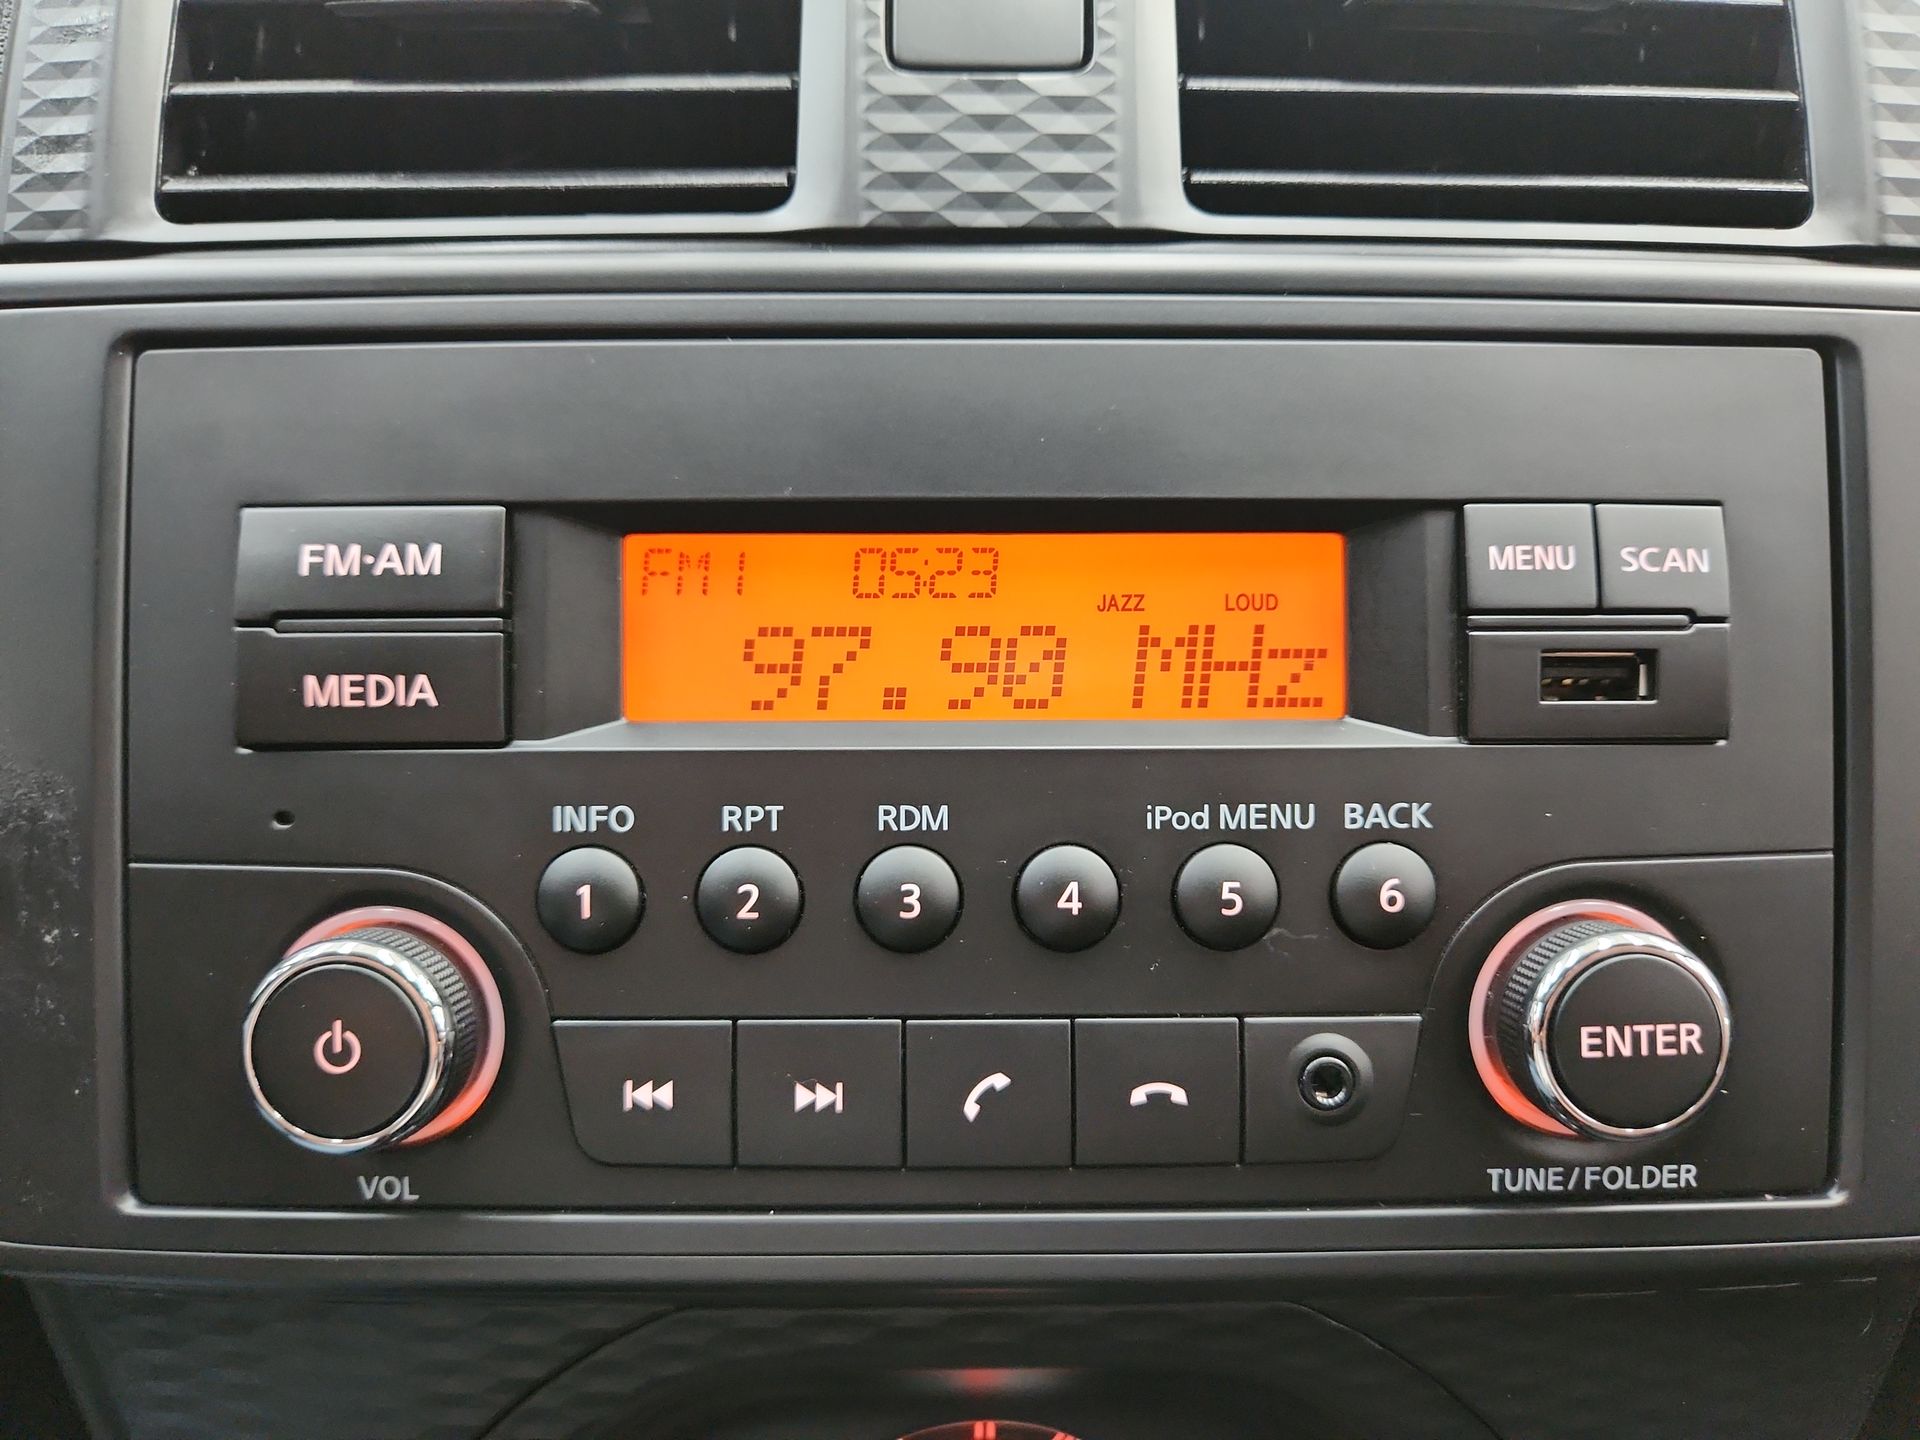 FM·AM
MEDIA
FM1 05:23
JAZZ LOUD
97.90 MHz
MENU SCAN
INFO RPT RDM iPod MENU BACK
1 2 3 4 5 6
ENTER
VOL
TUNE/FOLDER